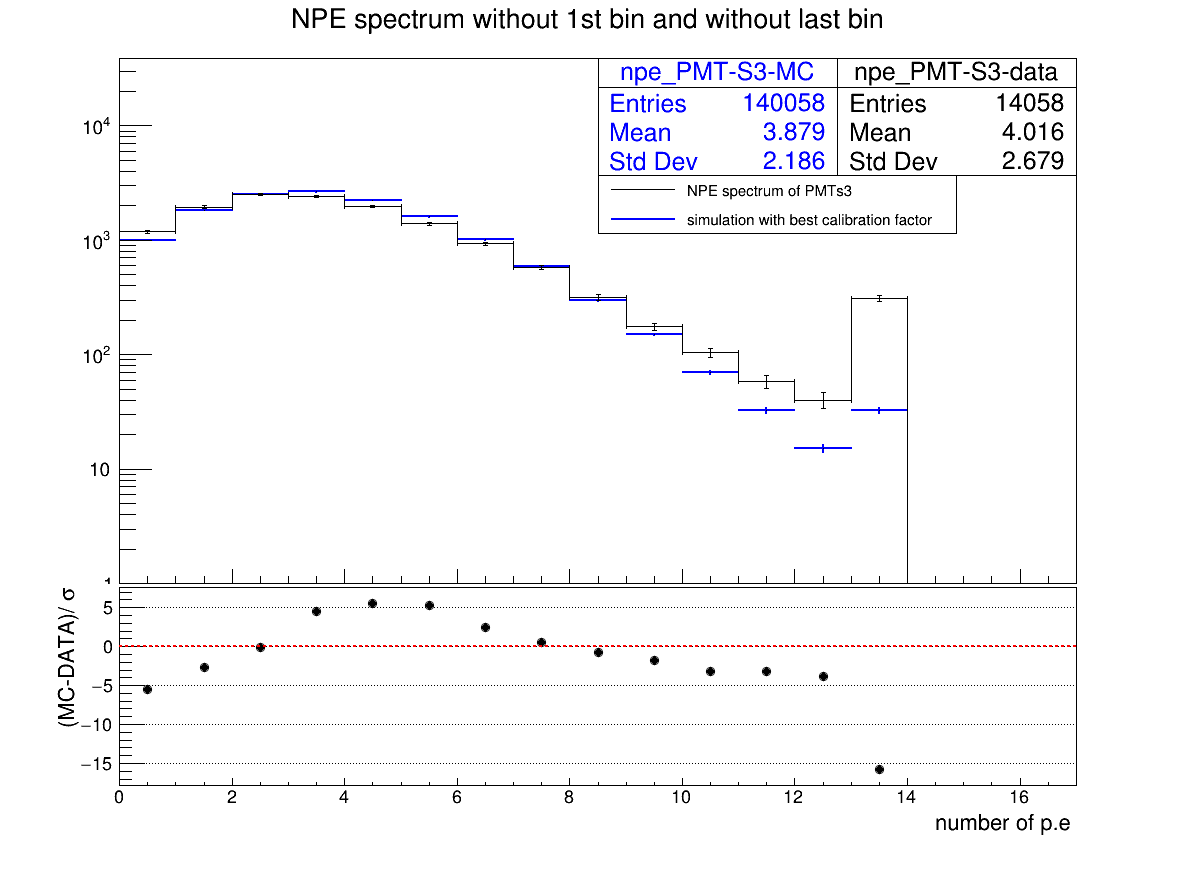 NPE spectrum without 1st bin and without last bin
npe_PMT-S3-MC
Entries 140058
Mean 3.879
Std Dev 2.186
npe_PMT-S3-data
Entries 14058
Mean 4.016
Std Dev 2.679
NPE spectrum of PMTs3
simulation with best calibration factor
10⁴
10³
10²
10
1
(MC-DATA)/ σ
5
0
−5
−10
−15
0 2 4 6 8 10 12 14 16
number of p.e